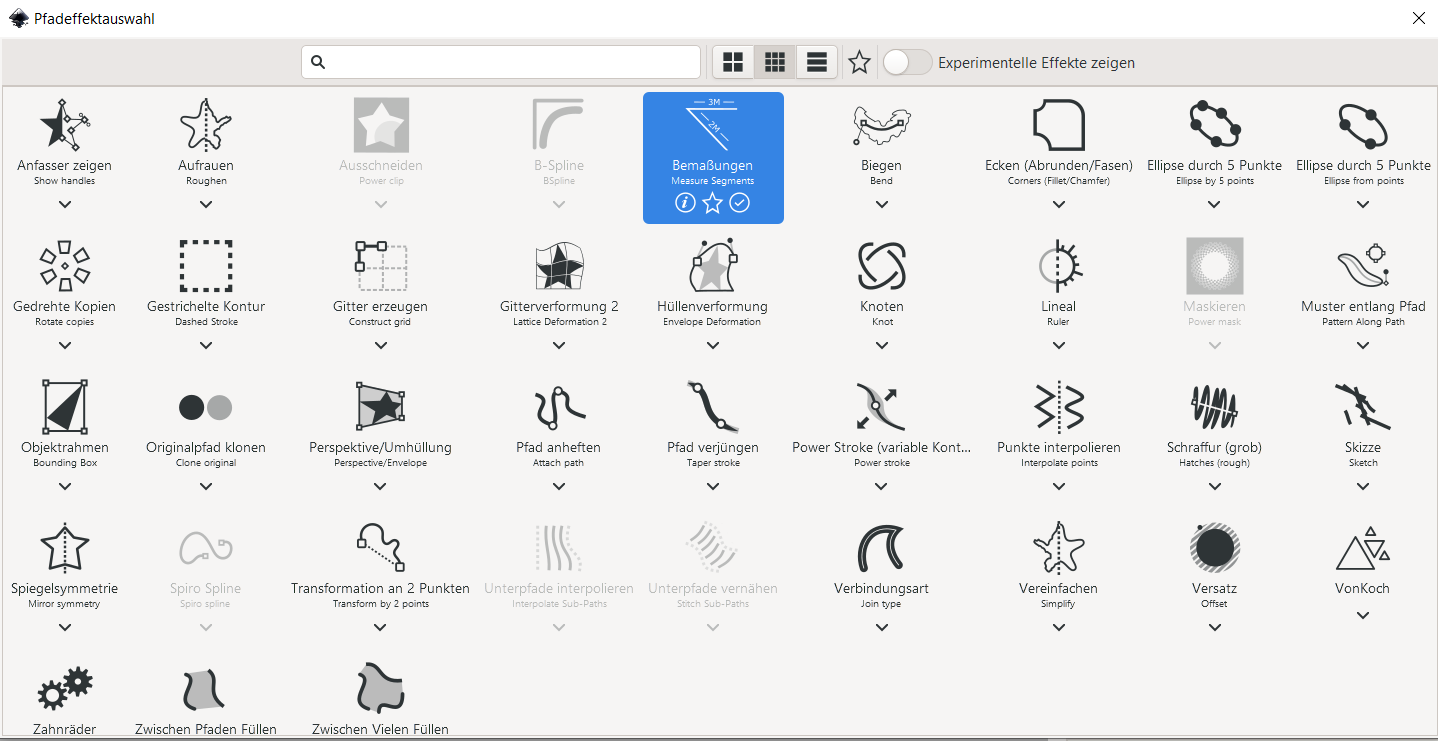 Pfadeffektauswahl
Experimentelle Effekte zeigen
3M
2M
Anfasser zeigen
Show handles
Aufrauen
Roughen
Ausschneiden
Power clip
B-Spline
BSpline
Bemaßungen
Measure Segments
Biegen
Bend
Ecken (Abrunden/Fasen)
Corners (Fillet/Chamfer)
Ellipse durch 5 Punkte
Ellipse by 5 points
Ellipse durch 5 Punkte
Ellipse from points
Gedrehte Kopien
Rotate copies
Gestrichelte Kontur
Dashed Stroke
Gitter erzeugen
Construct grid
Gitterverformung 2
Lattice Deformation 2
Hüllenverformung
Envelope Deformation
Knoten
Knot
Lineal
Ruler
Maskieren
Power mask
Muster entlang Pfad
Pattern Along Path
Objektrahmen
Bounding Box
Originalpfad klonen
Clone original
Perspektive/Umhüllung
Perspective/Envelope
Pfad anheften
Attach path
Pfad verjüngen
Taper stroke
Power Stroke (variable Kont...
Power stroke
Punkte interpolieren
Interpolate points
Schraffur (grob)
Hatches (rough)
Skizze
Sketch
Spiegelsymmetrie
Mirror symmetry
Spiro Spline
Spiro spline
Transformation an 2 Punkten
Transform by 2 points
Unterpfade interpolieren
Interpolate Sub-Paths
Unterpfade vernähen
Stitch Sub-Paths
Verbindungsart
Join type
Vereinfachen
Simplify
Versatz
Offset
VonKoch
Zahnräder
Zwischen Pfaden Füllen
Zwischen Vielen Füllen